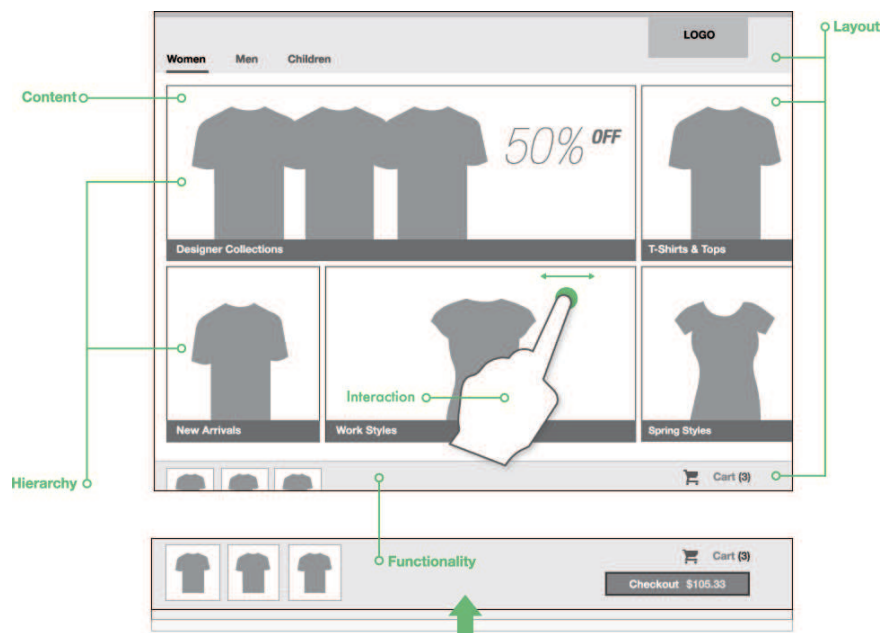 LOGO
Layout
Women Men Children
Content
50% OFF
Designer Collections
T-Shirts & Tops
Interaction
New Arrivals
Work Styles
Spring Styles
Hierarchy
Cart (3)
Functionality
Cart (3)
Checkout $105.33